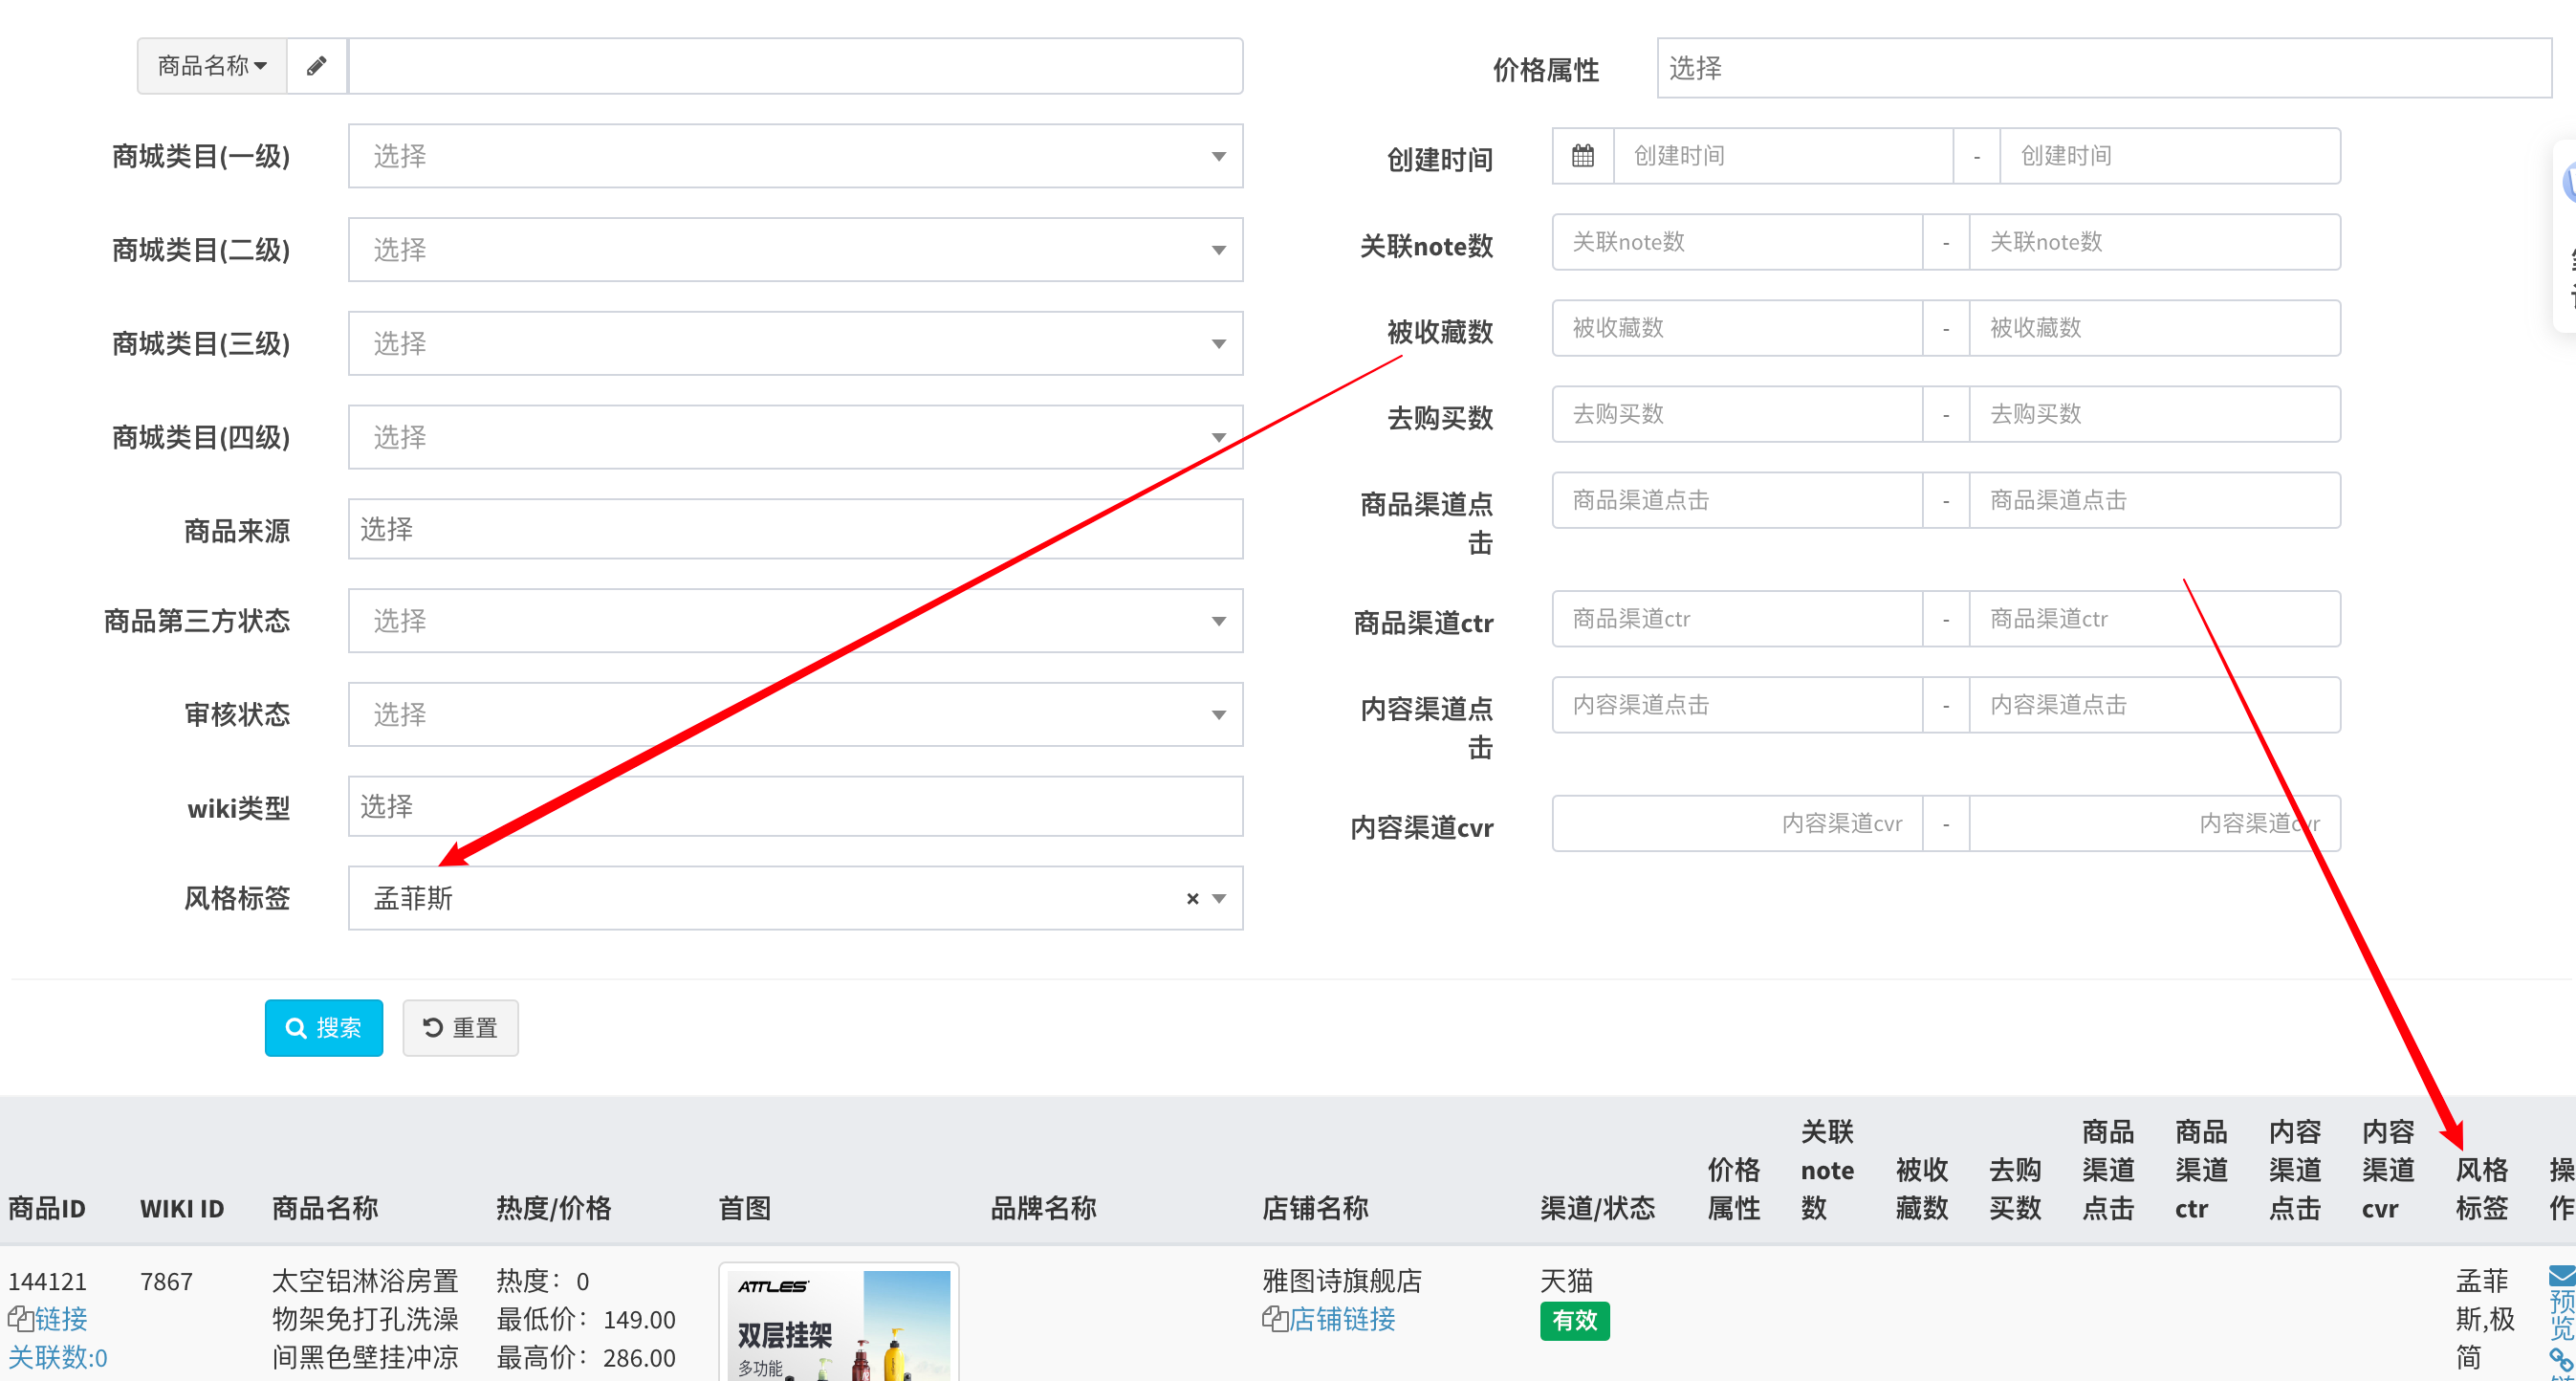 商品名称
价格属性 选择
商城类目(一级) 选择
创建时间 创建时间 - 创建时间
商城类目(二级) 选择
关联note数 关联note数 - 关联note数
商城类目(三级) 选择
被收藏数 被收藏数 - 被收藏数
商城类目(四级) 选择
去购买数 去购买数 - 去购买数
商品来源 选择
商品渠道点
击
商品渠道点击 - 商品渠道点击
商品第三方状态 选择
商品渠道ctr 商品渠道ctr - 商品渠道ctr
审核状态 选择
内容渠道点
击
内容渠道点击 - 内容渠道点击
wiki类型 选择
内容渠道cvr 内容渠道cvr - 内容渠道cvr
风格标签 孟菲斯 ×
搜索 重置
商品ID
WIKI ID
商品名称
热度/价格
首图
品牌名称
店铺名称
渠道/状态
价格
属性
关联
note
数
被收
藏数
去购
买数
商品
渠道
点击
商品
渠道
ctr
内容
渠道
点击
内容
渠道
cvr
风格
标签
操
作
144121
链接
关联数:0
7867
太空铝淋浴房置
物架免打孔洗澡
间黑色壁挂冲凉
热度：0
最低价：149.00
最高价：286.00
ATTLES
双层挂架
多功能
雅图诗旗舰店
店铺链接
天猫
有效
孟菲
斯,极
简
预
览